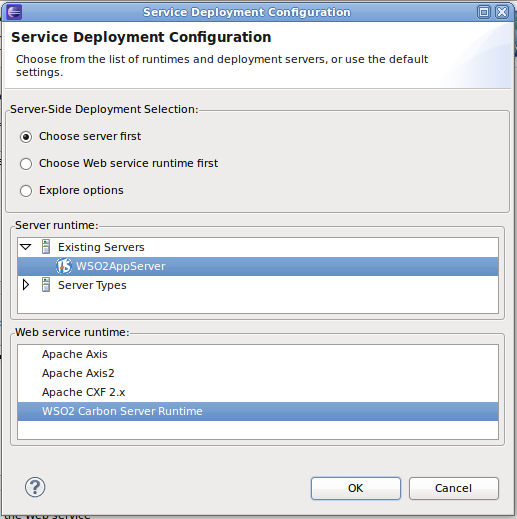 Service Deployment Configuration
Service Deployment Configuration
Choose from the list of runtimes and deployment servers, or use the default
settings.
Server-Side Deployment Selection:
Choose server first
Choose Web service runtime first
Explore options
Server runtime:
Existing Servers
WSO2AppServer
Server Types
Web service runtime:
Apache Axis
Apache Axis2
Apache CXF 2.x
WSO2 Carbon Server Runtime
?
OK
Cancel
the Web service